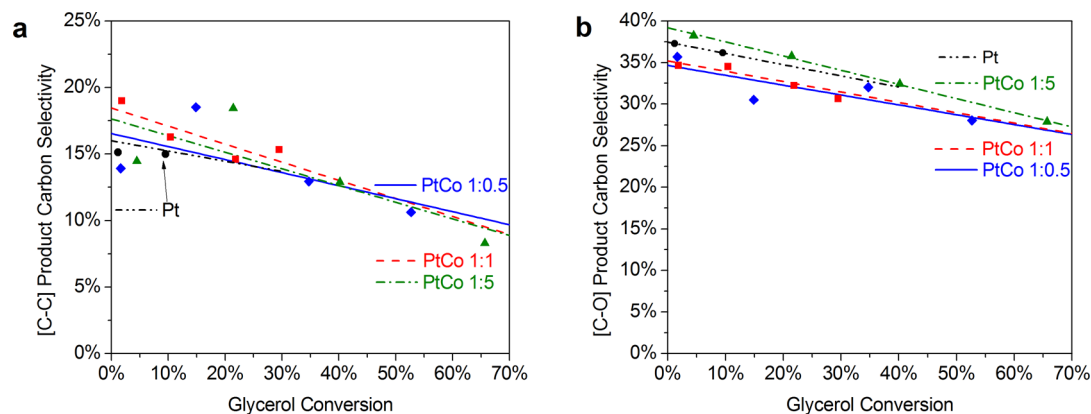 a
[C-C] Product Carbon Selectivity
25%
20%
15%
10%
5%
0%
Pt
PtCo 1:0.5
PtCo 1:1
PtCo 1:5
0% 10% 20% 30% 40% 50% 60% 70%
Glycerol Conversion
b
[C-O] Product Carbon Selectivity
40%
35%
30%
25%
20%
15%
10%
5%
0%
Pt
PtCo 1:5
PtCo 1:1
PtCo 1:0.5
0% 10% 20% 30% 40% 50% 60% 70%
Glycerol Conversion